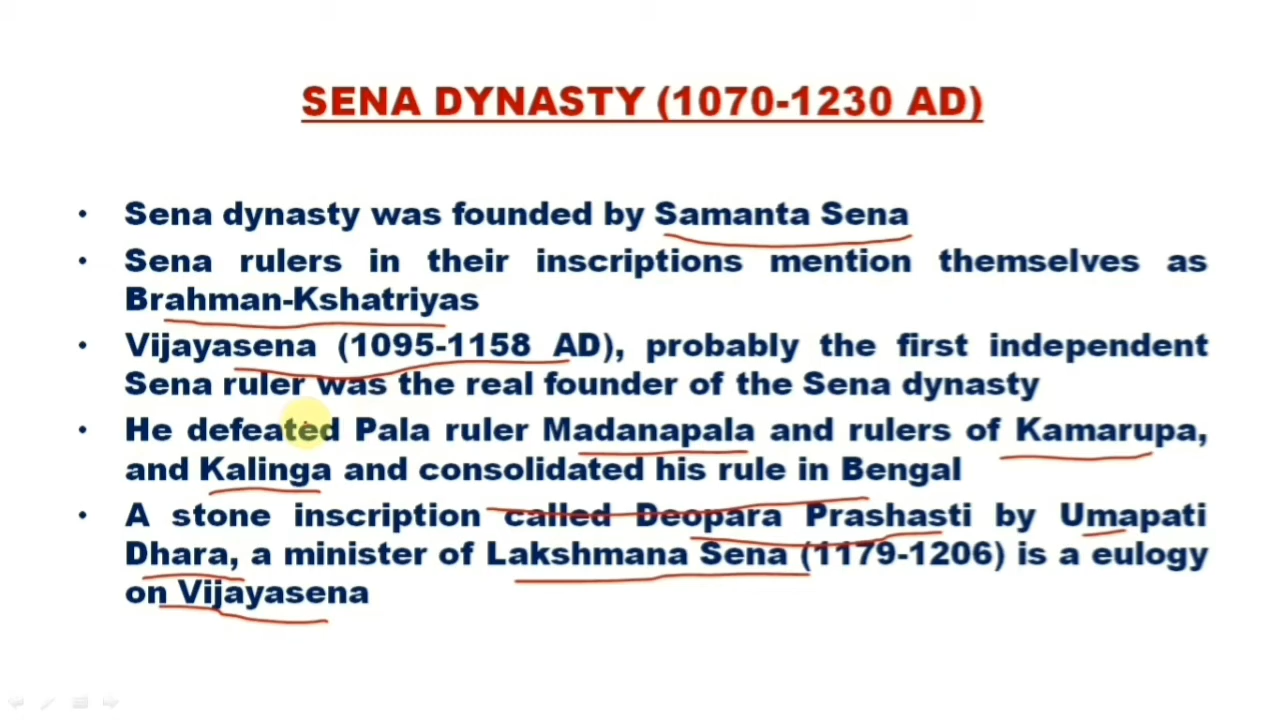 SENA DYNASTY (1070-1230 AD)
• Sena dynasty was founded by Samanta Sena
• Sena rulers in their inscriptions mention themselves as
Brahman-Kshatriyas
• Vijayasena (1095-1158 AD), probably the first independent
Sena ruler was the real founder of the Sena dynasty
• He defeated Pala ruler Madanapala and rulers of Kamarupa,
and Kalinga and consolidated his rule in Bengal
• A stone inscription called Deopara Prashasti by Umapati
Dhara, a minister of Lakshmana Sena (1179-1206) is a eulogy
on Vijayasena